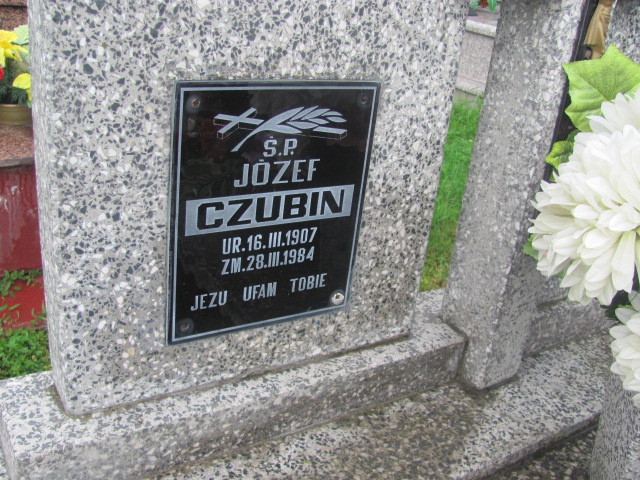 Ś.P.
JÓZEF
CZUBIN
UR.16.III.1907
ZM.28.III.1984
JEZU UFAM TOBIE